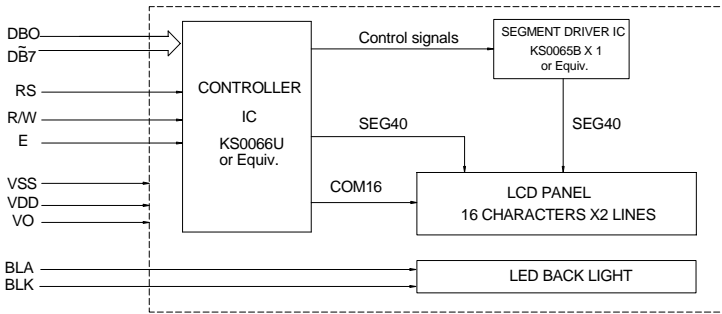 DBO
~
DB7
RS
R/W
E
VSS
VDD
VO
BLA
BLK
CONTROLLER
IC
KS0066U
or Equiv.
Control signals
SEGMENT DRIVER IC
KS0065B X 1
or Equiv.
SEG40
SEG40
COM16
LCD PANEL
16 CHARACTERS X2 LINES
LED BACK LIGHT